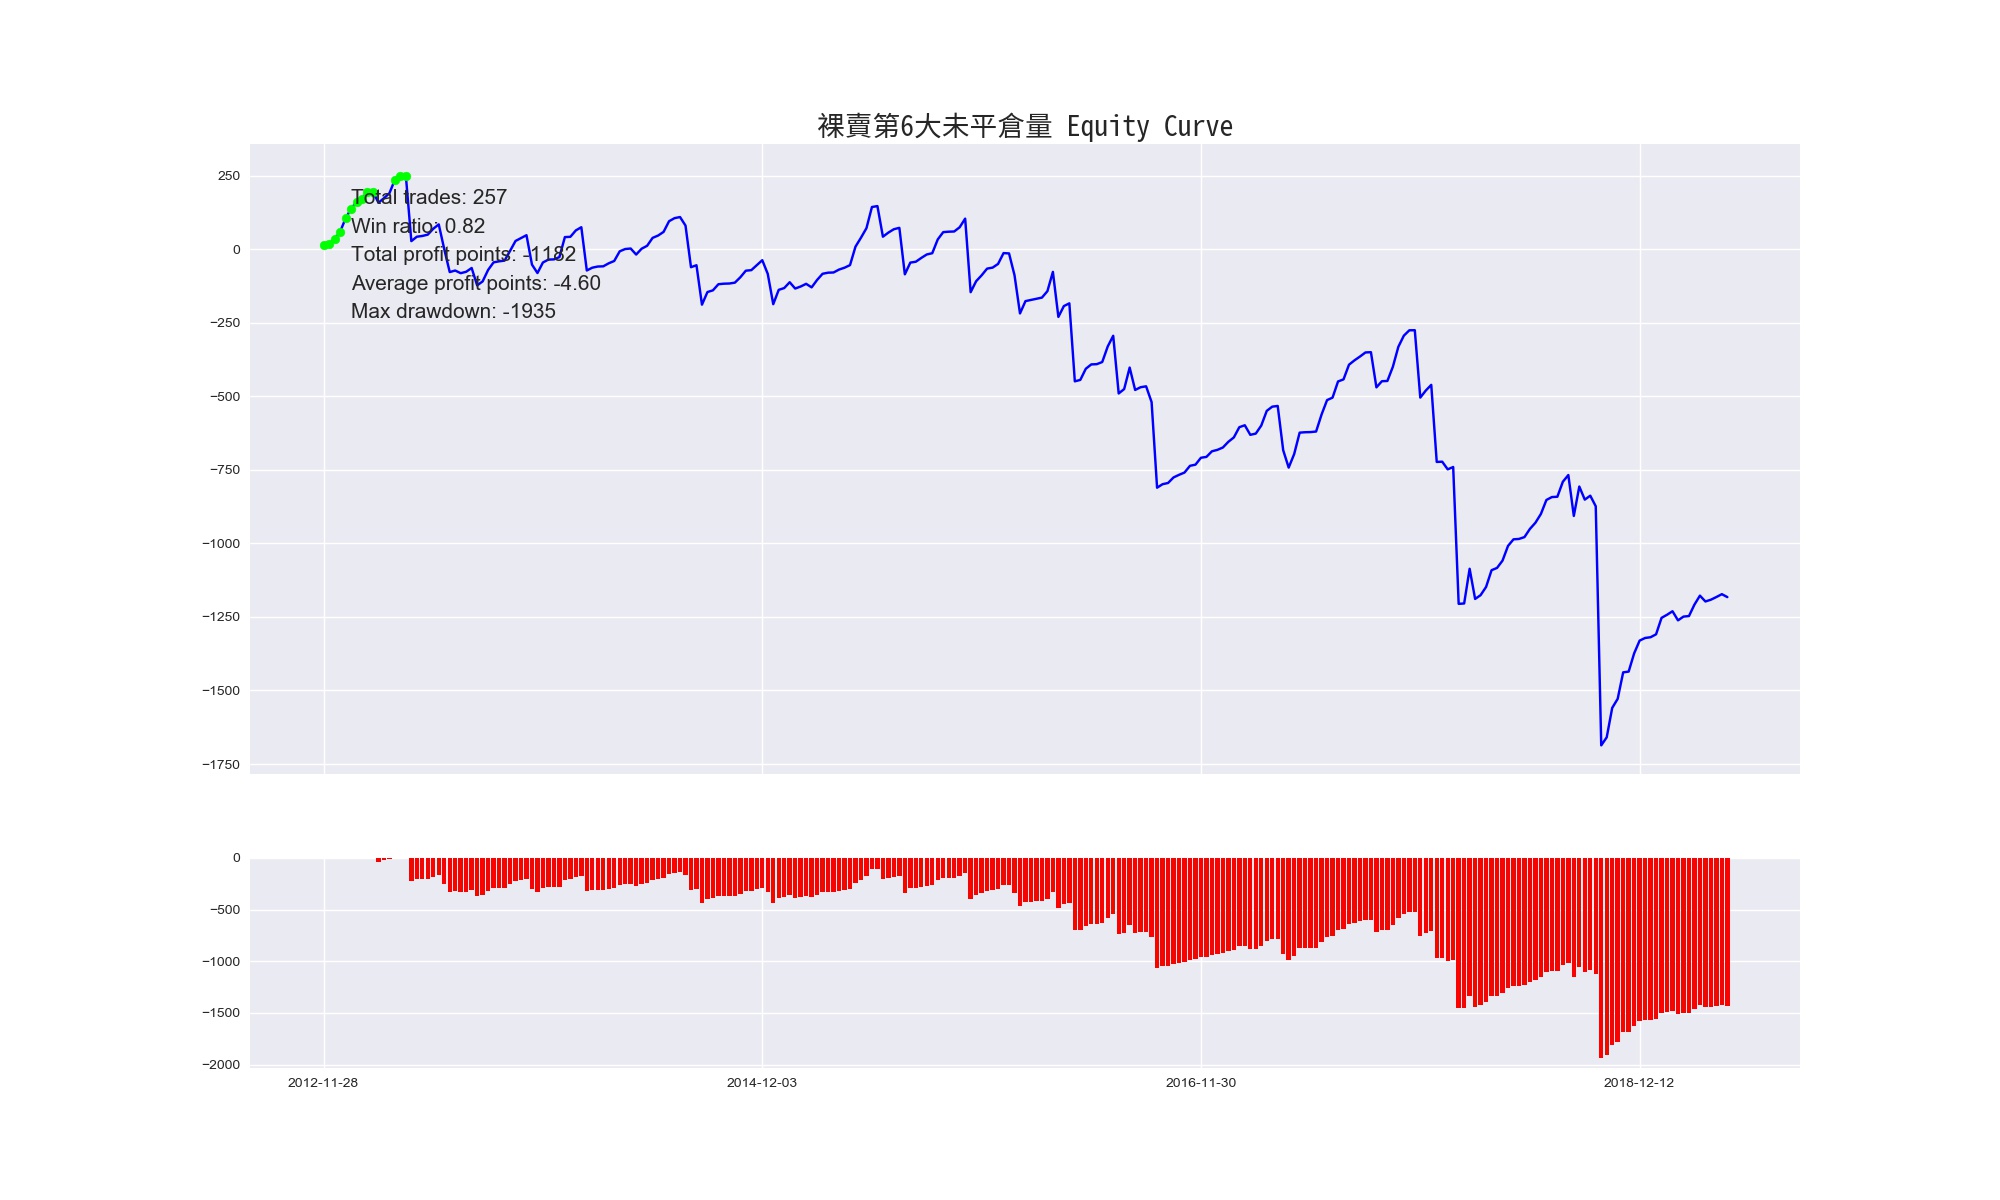 裸賣第6大未平倉量 Equity Curve
250
Total trades: 257
Win ratio: 0.82
0
Total profit points: -1182
Average profit points: -4.60
Max drawdown: -1935
−250
−500
−750
−1000
−1250
−1500
−1750
0
−500
−1000
−1500
−2000
2012-11-28 2014-12-03 2016-11-30 2018-12-12